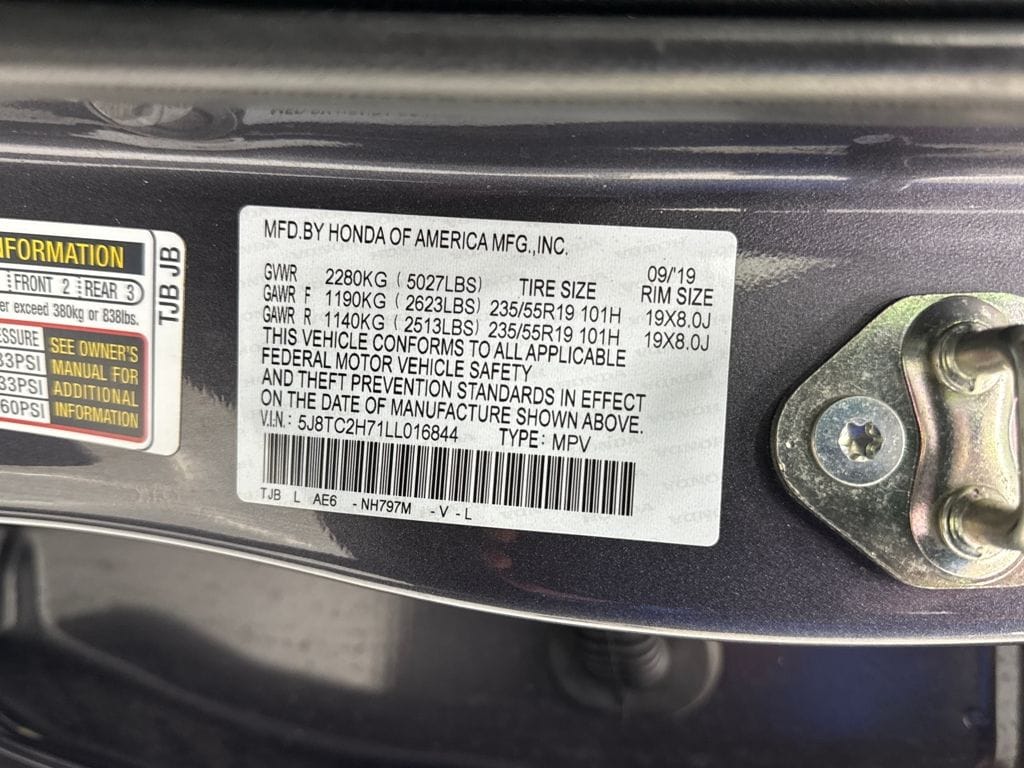 INFORMATION
FRONT 2 REAR 3
er exceed 380kg or 838lbs.
ESSURE
33PSI
33PSI
60PSI
SEE OWNER'S
MANUAL FOR
ADDITIONAL
INFORMATION
TJB JB
MFD.BY HONDA OF AMERICA MFG.,INC.
09/'19
GVWR 2280KG ( 5027LBS) TIRE SIZE RIM SIZE
GAWR F 1190KG ( 2623LBS) 235/55R19 101H 19X8.0J
GAWR R 1140KG ( 2513LBS) 235/55R19 101H 19X8.0J
THIS VEHICLE CONFORMS TO ALL APPLICABLE
FEDERAL MOTOR VEHICLE SAFETY
AND THEFT PREVENTION STANDARDS IN EFFECT
ON THE DATE OF MANUFACTURE SHOWN ABOVE.
V.I.N.: 5J8TC2H71LL016844 TYPE: MPV
TJB L AE6 - NH797M - V - L